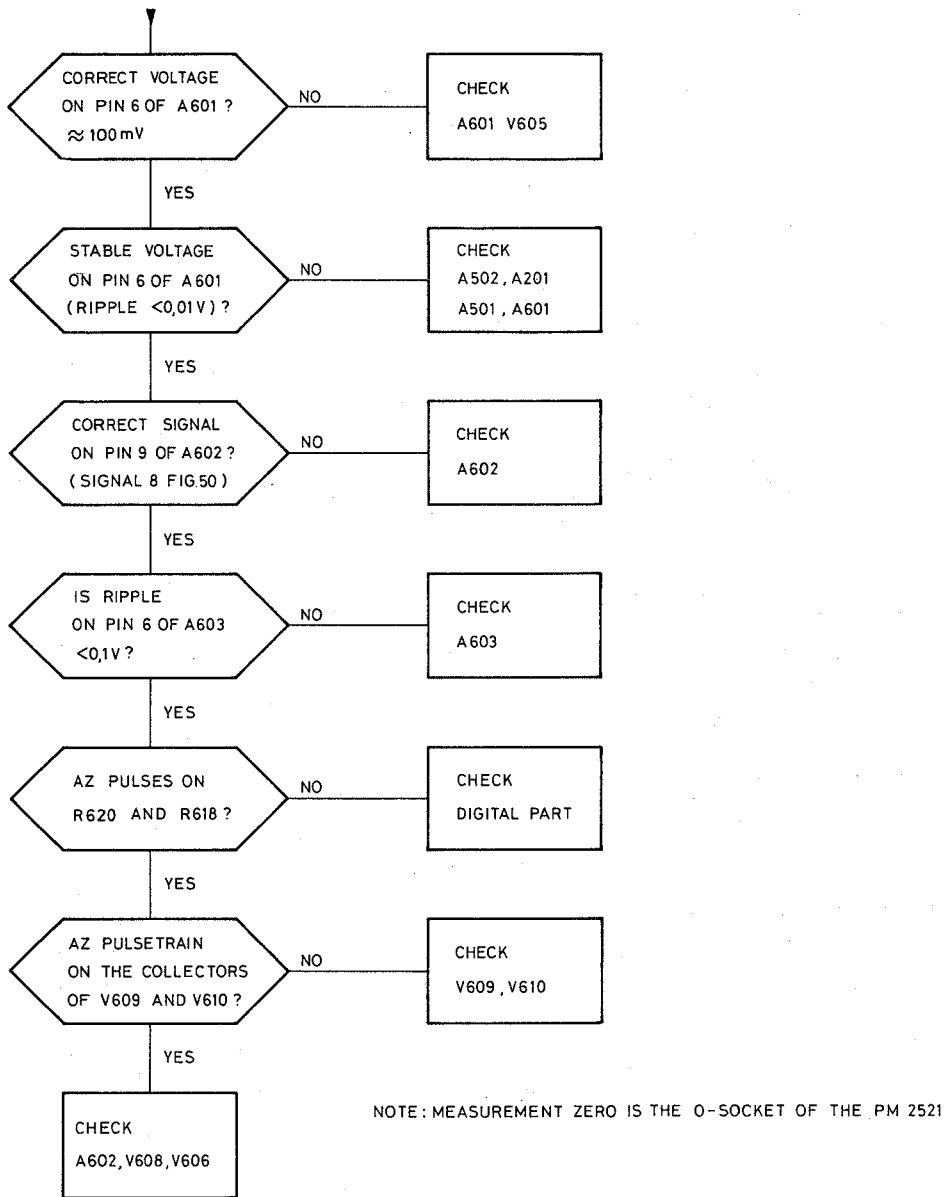 CORRECT VOLTAGE
ON PIN 6 OF A601 ?
≈ 100 mV
NO
CHECK
A601 V605
YES
STABLE VOLTAGE
ON PIN 6 OF A601
( RIPPLE <0,01V ) ?
NO
CHECK
A502, A201
A501, A601
YES
CORRECT SIGNAL
ON PIN 9 OF A602 ?
( SIGNAL 8 FIG.50 )
NO
CHECK
A602
YES
IS RIPPLE
ON PIN 6 OF A603
<0,1V ?
NO
CHECK
A603
YES
AZ PULSES ON
R620 AND R618 ?
NO
CHECK
DIGITAL PART
YES
AZ PULSETRAIN
ON THE COLLECTORS
OF V609 AND V610 ?
NO
CHECK
V609, V610
YES
CHECK
A602, V608, V606
NOTE: MEASUREMENT ZERO IS THE O-SOCKET OF THE PM 2521